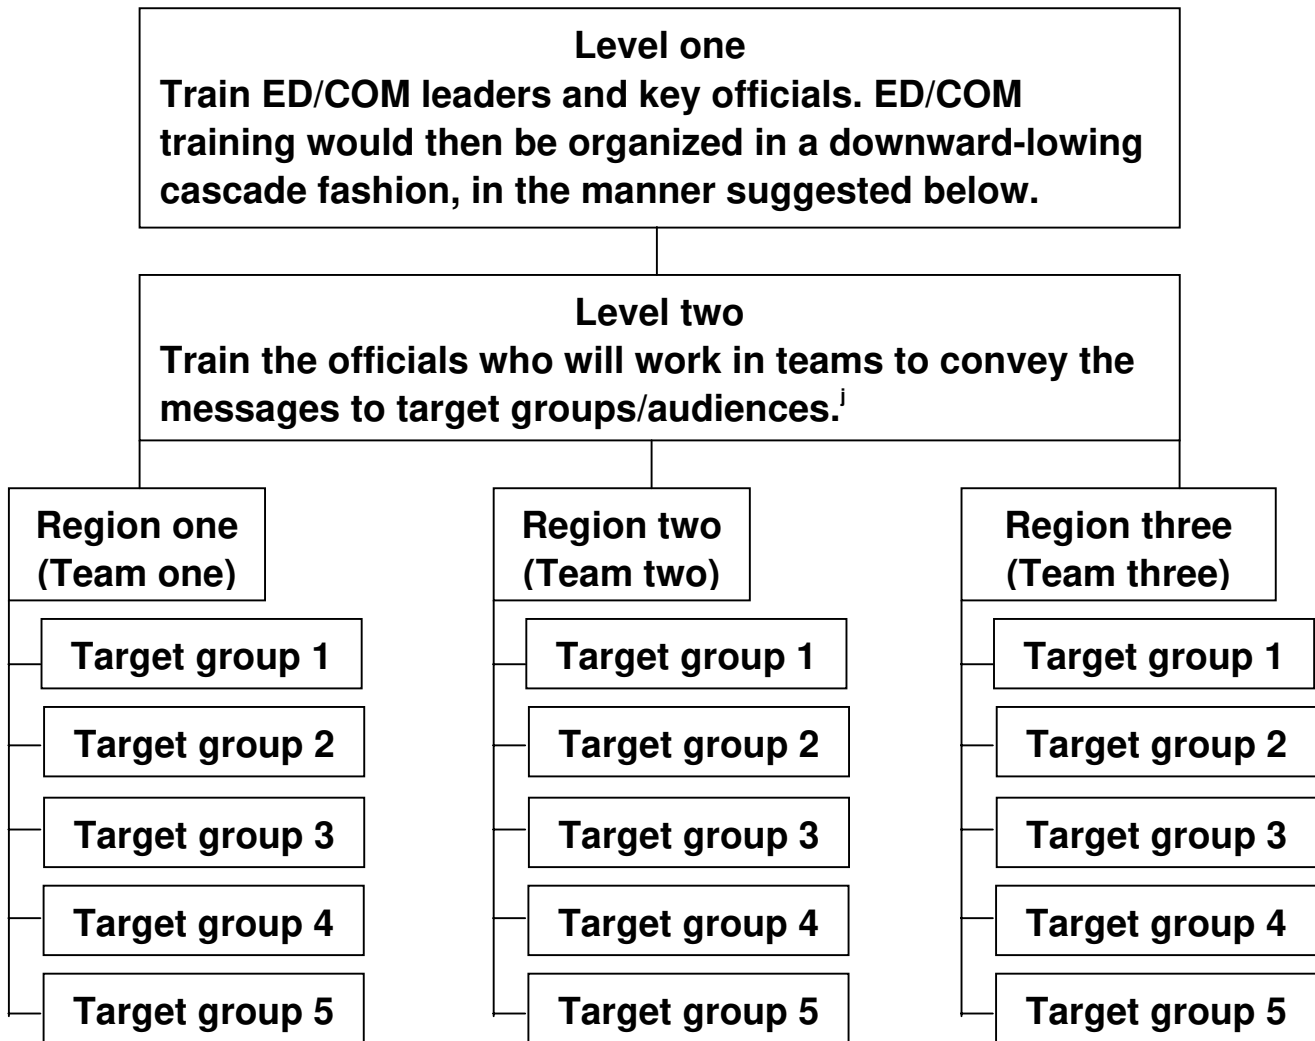 Level one
Train ED/COM leaders and key officials. ED/COM
training would then be organized in a downward-lowing
cascade fashion, in the manner suggested below.
Level two
Train the officials who will work in teams to convey the
messages to target groups/audiences.j
Region one
(Team one)
Target group 1
Target group 2
Target group 3
Target group 4
Target group 5
Region two
(Team two)
Target group 1
Target group 2
Target group 3
Target group 4
Target group 5
Region three
(Team three)
Target group 1
Target group 2
Target group 3
Target group 4
Target group 5